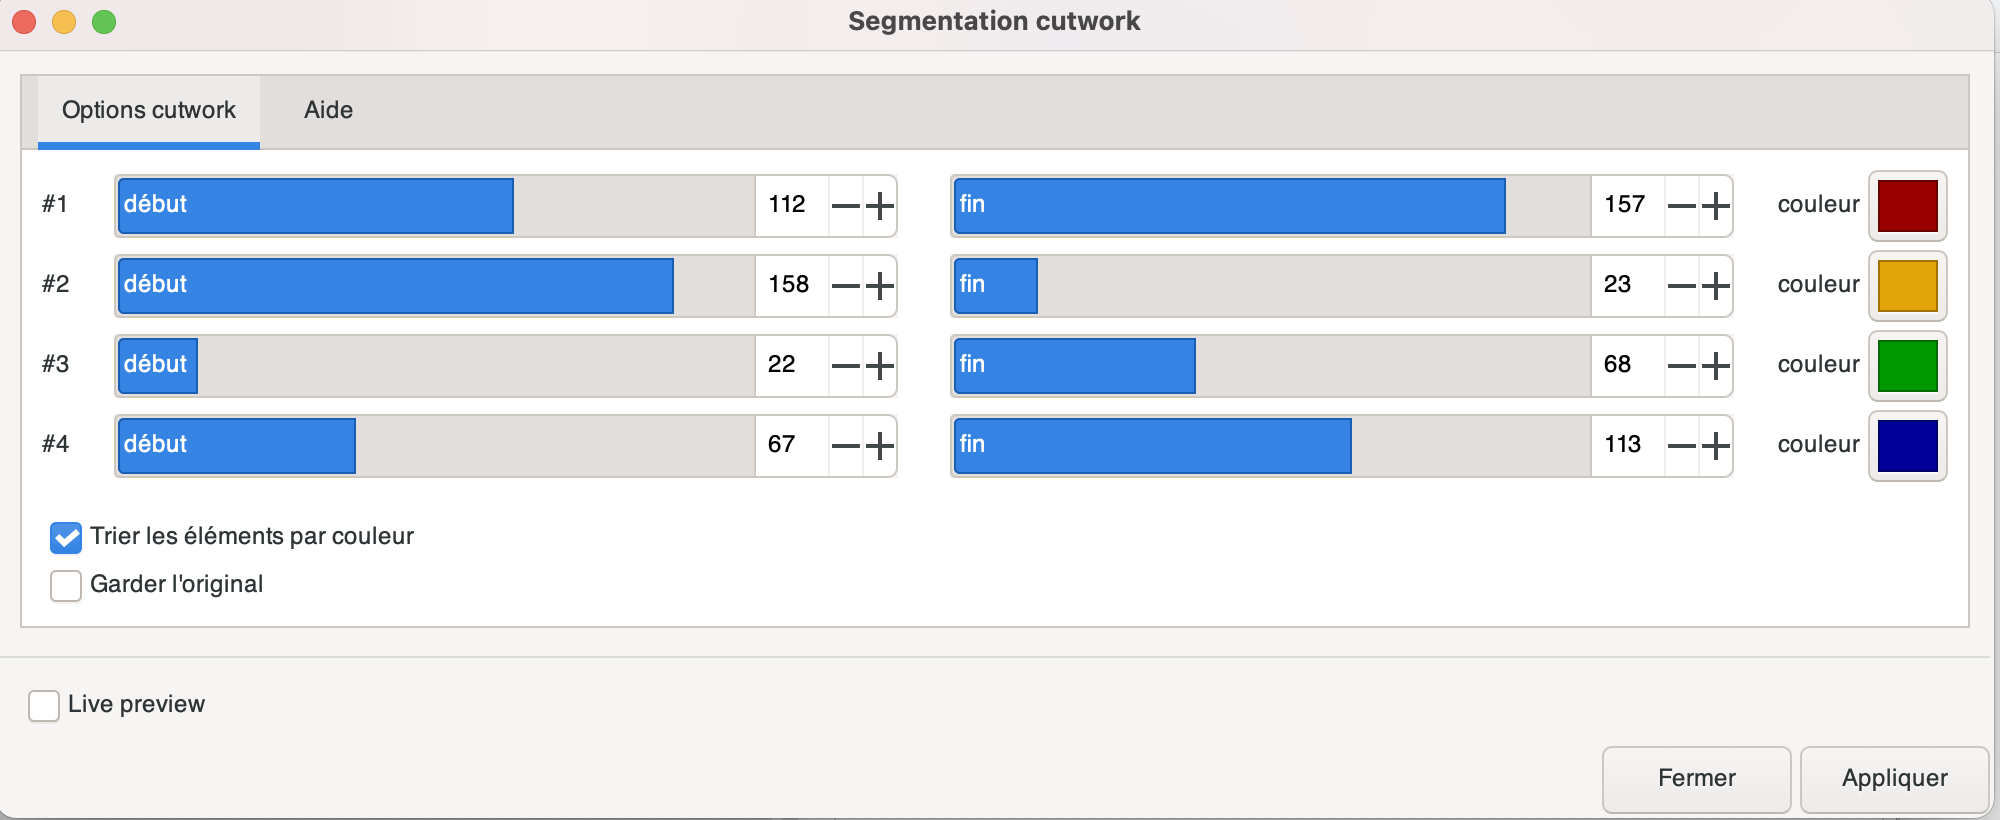 Segmentation cutwork
Options cutwork Aide
#1 début 112 fin 157 couleur
#2 début 158 fin 23 couleur
#3 début 22 fin 68 couleur
#4 début 67 fin 113 couleur
Trier les éléments par couleur
Garder l'original
Live preview
Fermer Appliquer